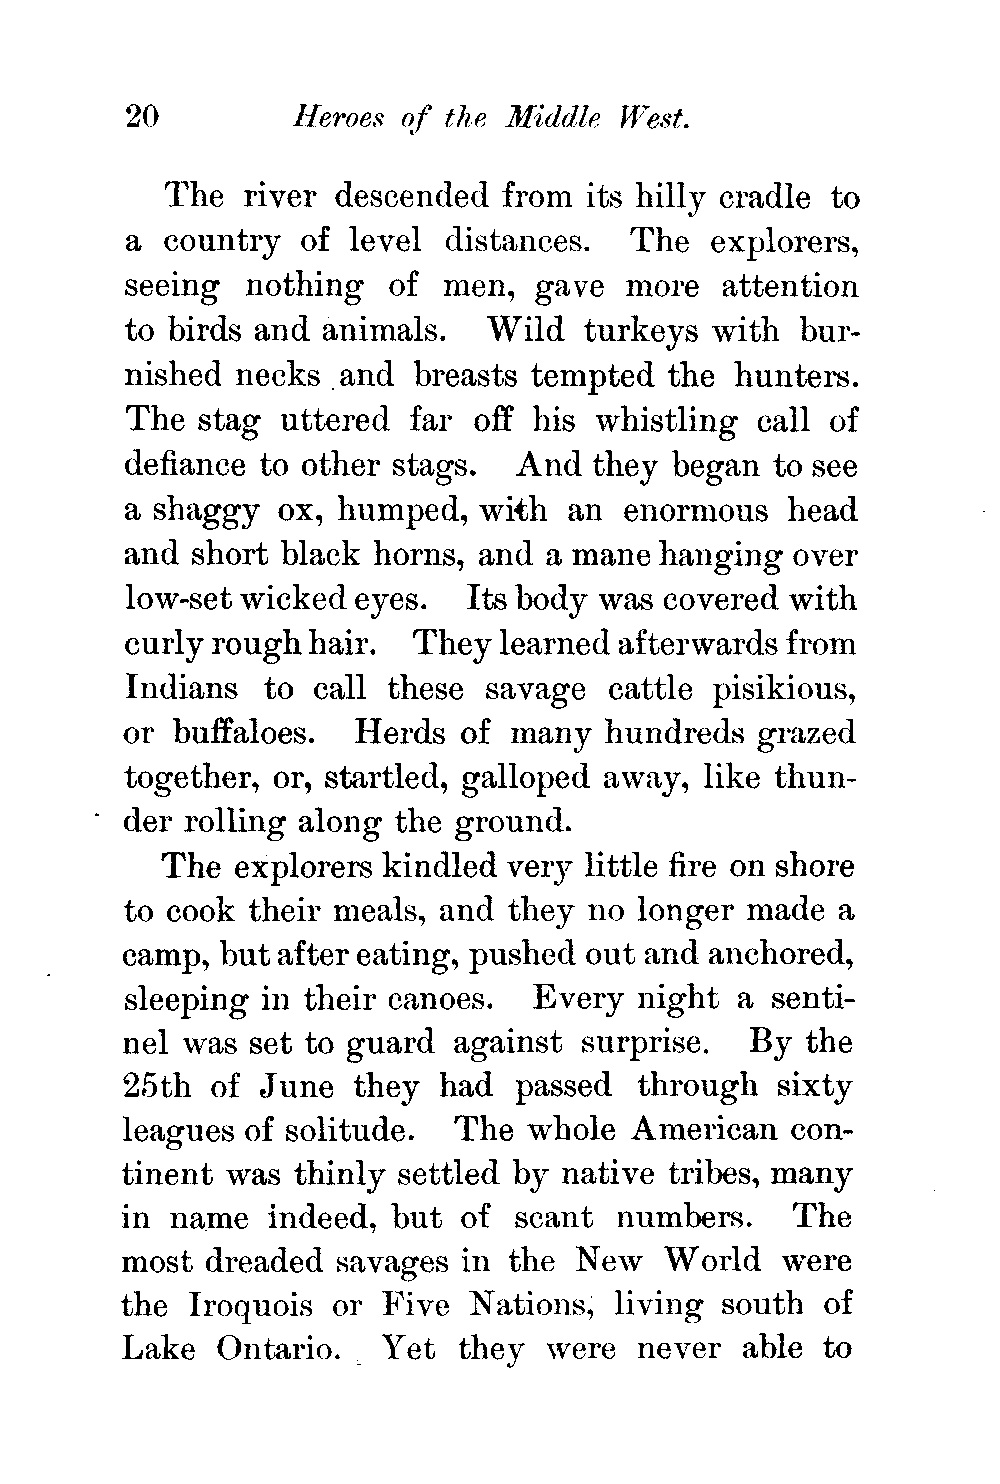 20 Heroes of the Middle West.
The river descended from its hilly cradle to
a country of level distances. The explorers,
seeing nothing of men, gave more attention
to birds and animals. Wild turkeys with bur-
nished necks and breasts tempted the hunters.
The stag uttered far off his whistling call of
defiance to other stags. And they began to see
a shaggy ox, humped, with an enormous head
and short black horns, and a mane hanging over
low-set wicked eyes. Its body was covered with
curly rough hair. They learned afterwards from
Indians to call these savage cattle pisikious,
or buffaloes. Herds of many hundreds grazed
together, or, startled, galloped away, like thun-
der rolling along the ground.
The explorers kindled very little fire on shore
to cook their meals, and they no longer made a
camp, but after eating, pushed out and anchored,
sleeping in their canoes. Every night a senti-
nel was set to guard against surprise. By the
25th of June they had passed through sixty
leagues of solitude. The whole American con-
tinent was thinly settled by native tribes, many
in name indeed, but of scant numbers. The
most dreaded savages in the New World were
the Iroquois or Five Nations, living south of
Lake Ontario. Yet they were never able to